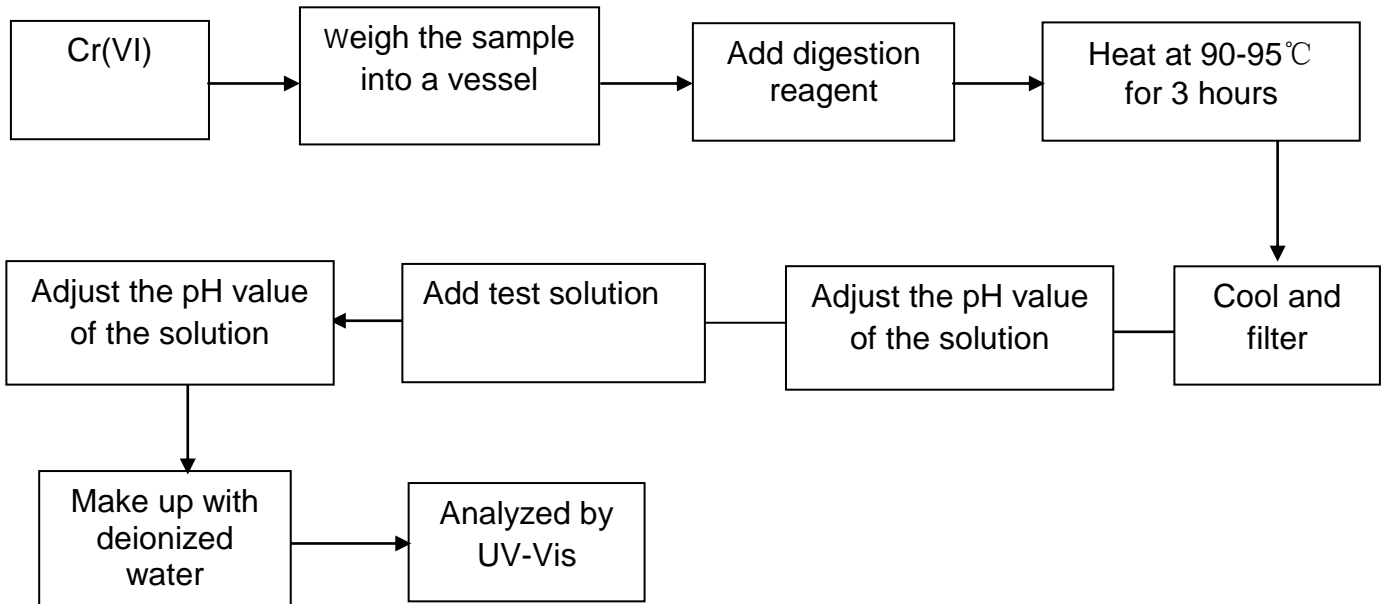 Cr(VI)
Weigh the sample
into a vessel
Add digestion
reagent
Heat at 90-95℃
for 3 hours
Cool and
filter
Adjust the pH value
of the solution
Add test solution
Adjust the pH value
of the solution
Make up with
deionized
water
Analyzed by
UV-Vis